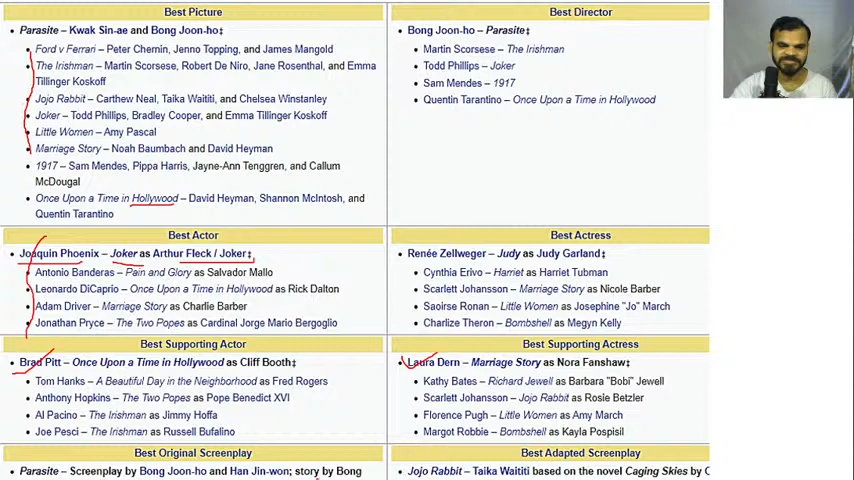 Best Picture
Parasite – Kwak Sin-ae and Bong Joon-ho‡
Ford v Ferrari – Peter Chernin, Jenno Topping, and James Mangold
The Irishman – Martin Scorsese, Robert De Niro, Jane Rosenthal, and Emma
Tillinger Koskoff
Jojo Rabbit – Carthew Neal, Taika Waititi, and Chelsea Winstanley
Joker – Todd Phillips, Bradley Cooper, and Emma Tillinger Koskoff
Little Women – Amy Pascal
Marriage Story – Noah Baumbach and David Heyman
1917 – Sam Mendes, Pippa Harris, Jayne-Ann Tenggren, and Callum
McDougal
Once Upon a Time in Hollywood – David Heyman, Shannon McIntosh, and
Quentin Tarantino
Best Director
Bong Joon-ho – Parasite‡
Martin Scorsese – The Irishman
Todd Phillips – Joker
Sam Mendes – 1917
Quentin Tarantino – Once Upon a Time in Hollywood
Best Actor
Joaquin Phoenix – Joker as Arthur Fleck / Joker‡
Antonio Banderas – Pain and Glory as Salvador Mallo
Leonardo DiCaprio – Once Upon a Time in Hollywood as Rick Dalton
Adam Driver – Marriage Story as Charlie Barber
Jonathan Pryce – The Two Popes as Cardinal Jorge Mario Bergoglio
Best Actress
Renée Zellweger – Judy as Judy Garland‡
Cynthia Erivo – Harriet as Harriet Tubman
Scarlett Johansson – Marriage Story as Nicole Barber
Saoirse Ronan – Little Women as Josephine "Jo" March
Charlize Theron – Bombshell as Megyn Kelly
Best Supporting Actor
Brad Pitt – Once Upon a Time in Hollywood as Cliff Booth‡
Tom Hanks – A Beautiful Day in the Neighborhood as Fred Rogers
Anthony Hopkins – The Two Popes as Pope Benedict XVI
Al Pacino – The Irishman as Jimmy Hoffa
Joe Pesci – The Irishman as Russell Bufalino
Best Supporting Actress
Laura Dern – Marriage Story as Nora Fanshaw‡
Kathy Bates – Richard Jewell as Barbara "Bobi" Jewell
Scarlett Johansson – Jojo Rabbit as Rosie Betzler
Florence Pugh – Little Women as Amy March
Margot Robbie – Bombshell as Kayla Pospisil
Best Original Screenplay
Parasite – Screenplay by Bong Joon-ho and Han Jin-won; story by Bong
Best Adapted Screenplay
Jojo Rabbit – Taika Waititi based on the novel Caging Skies by